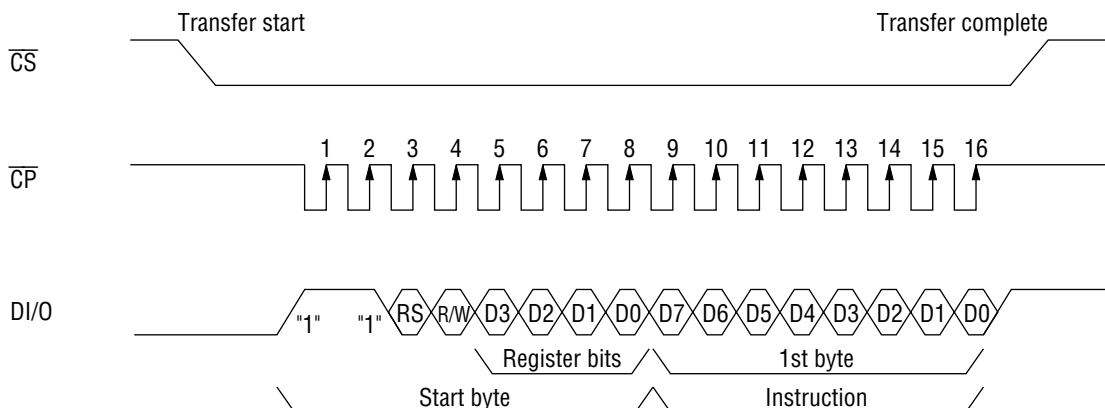 Transfer start Transfer complete
CS
1 2 3 4 5 6 7 8 9 10 11 12 13 14 15 16
CP
DI/O
"1" "1" RS R/W D3 D2 D1 D0 D7 D6 D5 D4 D3 D2 D1 D0
Register bits 1st byte
Start byte Instruction